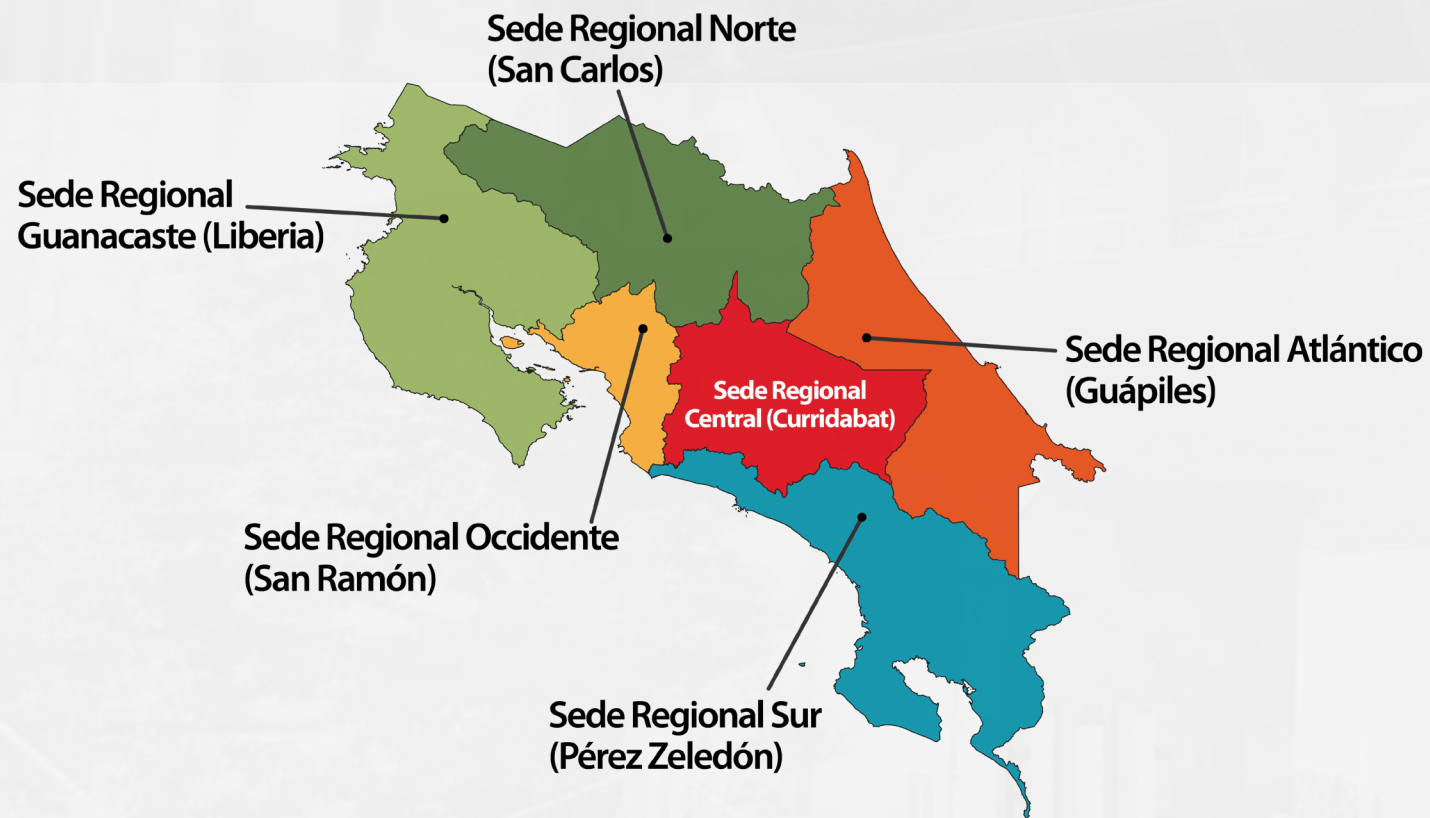 Sede Regional Norte
(San Carlos)
Sede Regional
Guanacaste (Liberia)
Sede Regional Atlántico
(Guápiles)
Sede Regional
Central (Curridabat)
Sede Regional Occidente
(San Ramón)
Sede Regional Sur
(Pérez Zeledón)